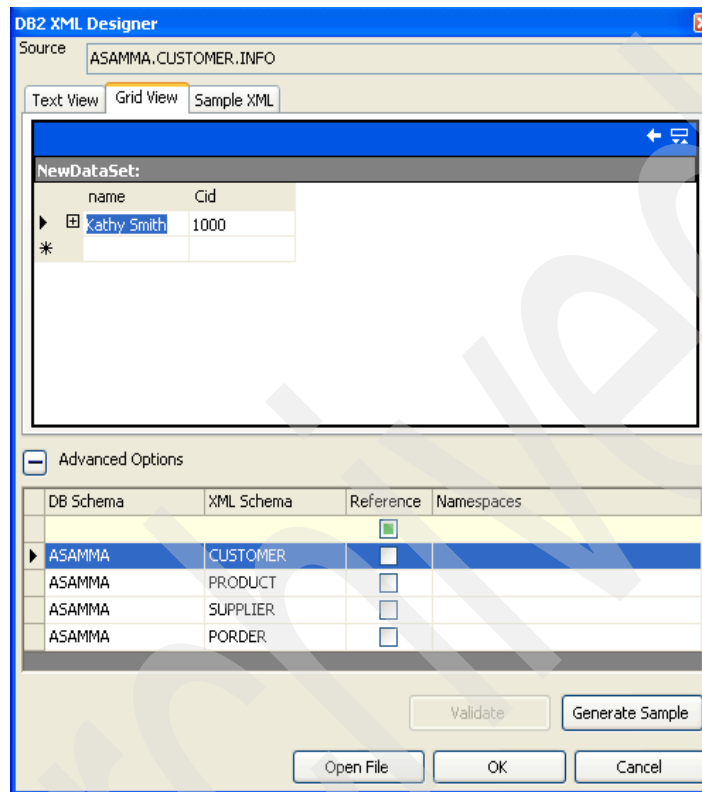 DB2 XML Designer
Source ASAMMA.CUSTOMER.INFO
Text View Grid View Sample XML
NewDataSet:
name Cid
Kathy Smith 1000
Advanced Options
DB Schema XML Schema Reference Namespaces
ASAMMA CUSTOMER
ASAMMA PRODUCT
ASAMMA SUPPLIER
ASAMMA PORDER
Validate Generate Sample
Open File OK Cancel